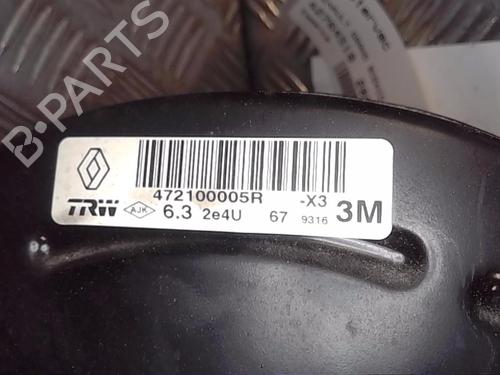 B-PARTS
472100005R -X3
TRW AJK 6.3 2e4U 67 9316 3M